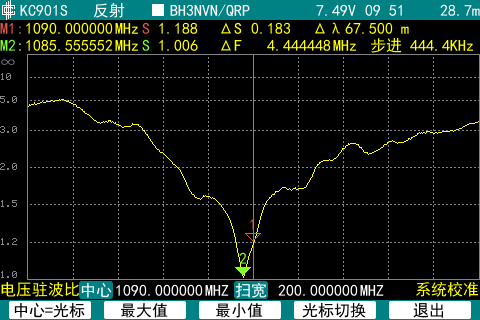 KC901S 反射 BH3NVN/QRP 7.49V 09 51 28.7m
M1:1090.000000MHz S 1.188 ΔS 0.183 Δλ67.500 m
M2:1085.555552MHz S 1.006 ΔF 4.444448MHz 步进 444.4KHz
∞
10
5.0
3.0
2.0
1.5
1
1.2
2
1.0
电压驻波比 中心 1090.000000MHZ 扫宽 200.000000MHZ 系统校准
中心=光标 最大值 最小值 光标切换 退出